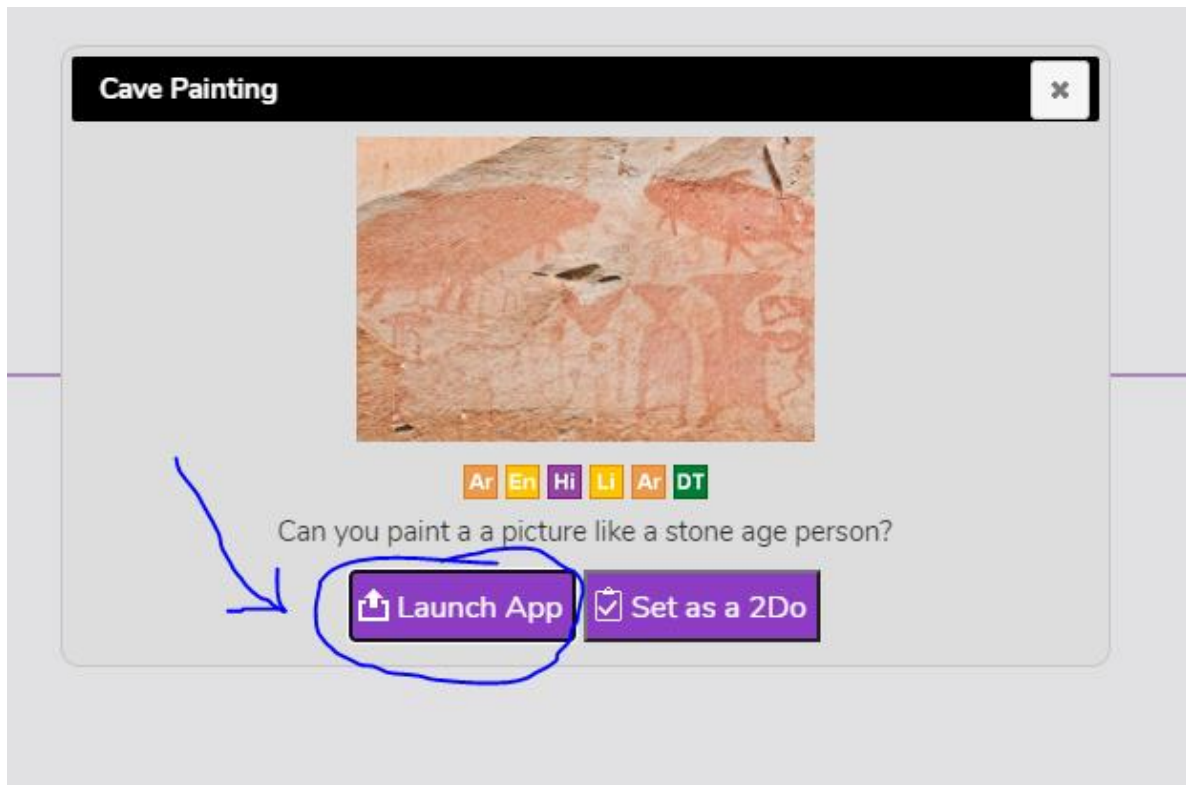 Cave Painting ✖
Ar En Hi Li Ar DT
Can you paint a a picture like a stone age person?
Launch App Set as a 2Do